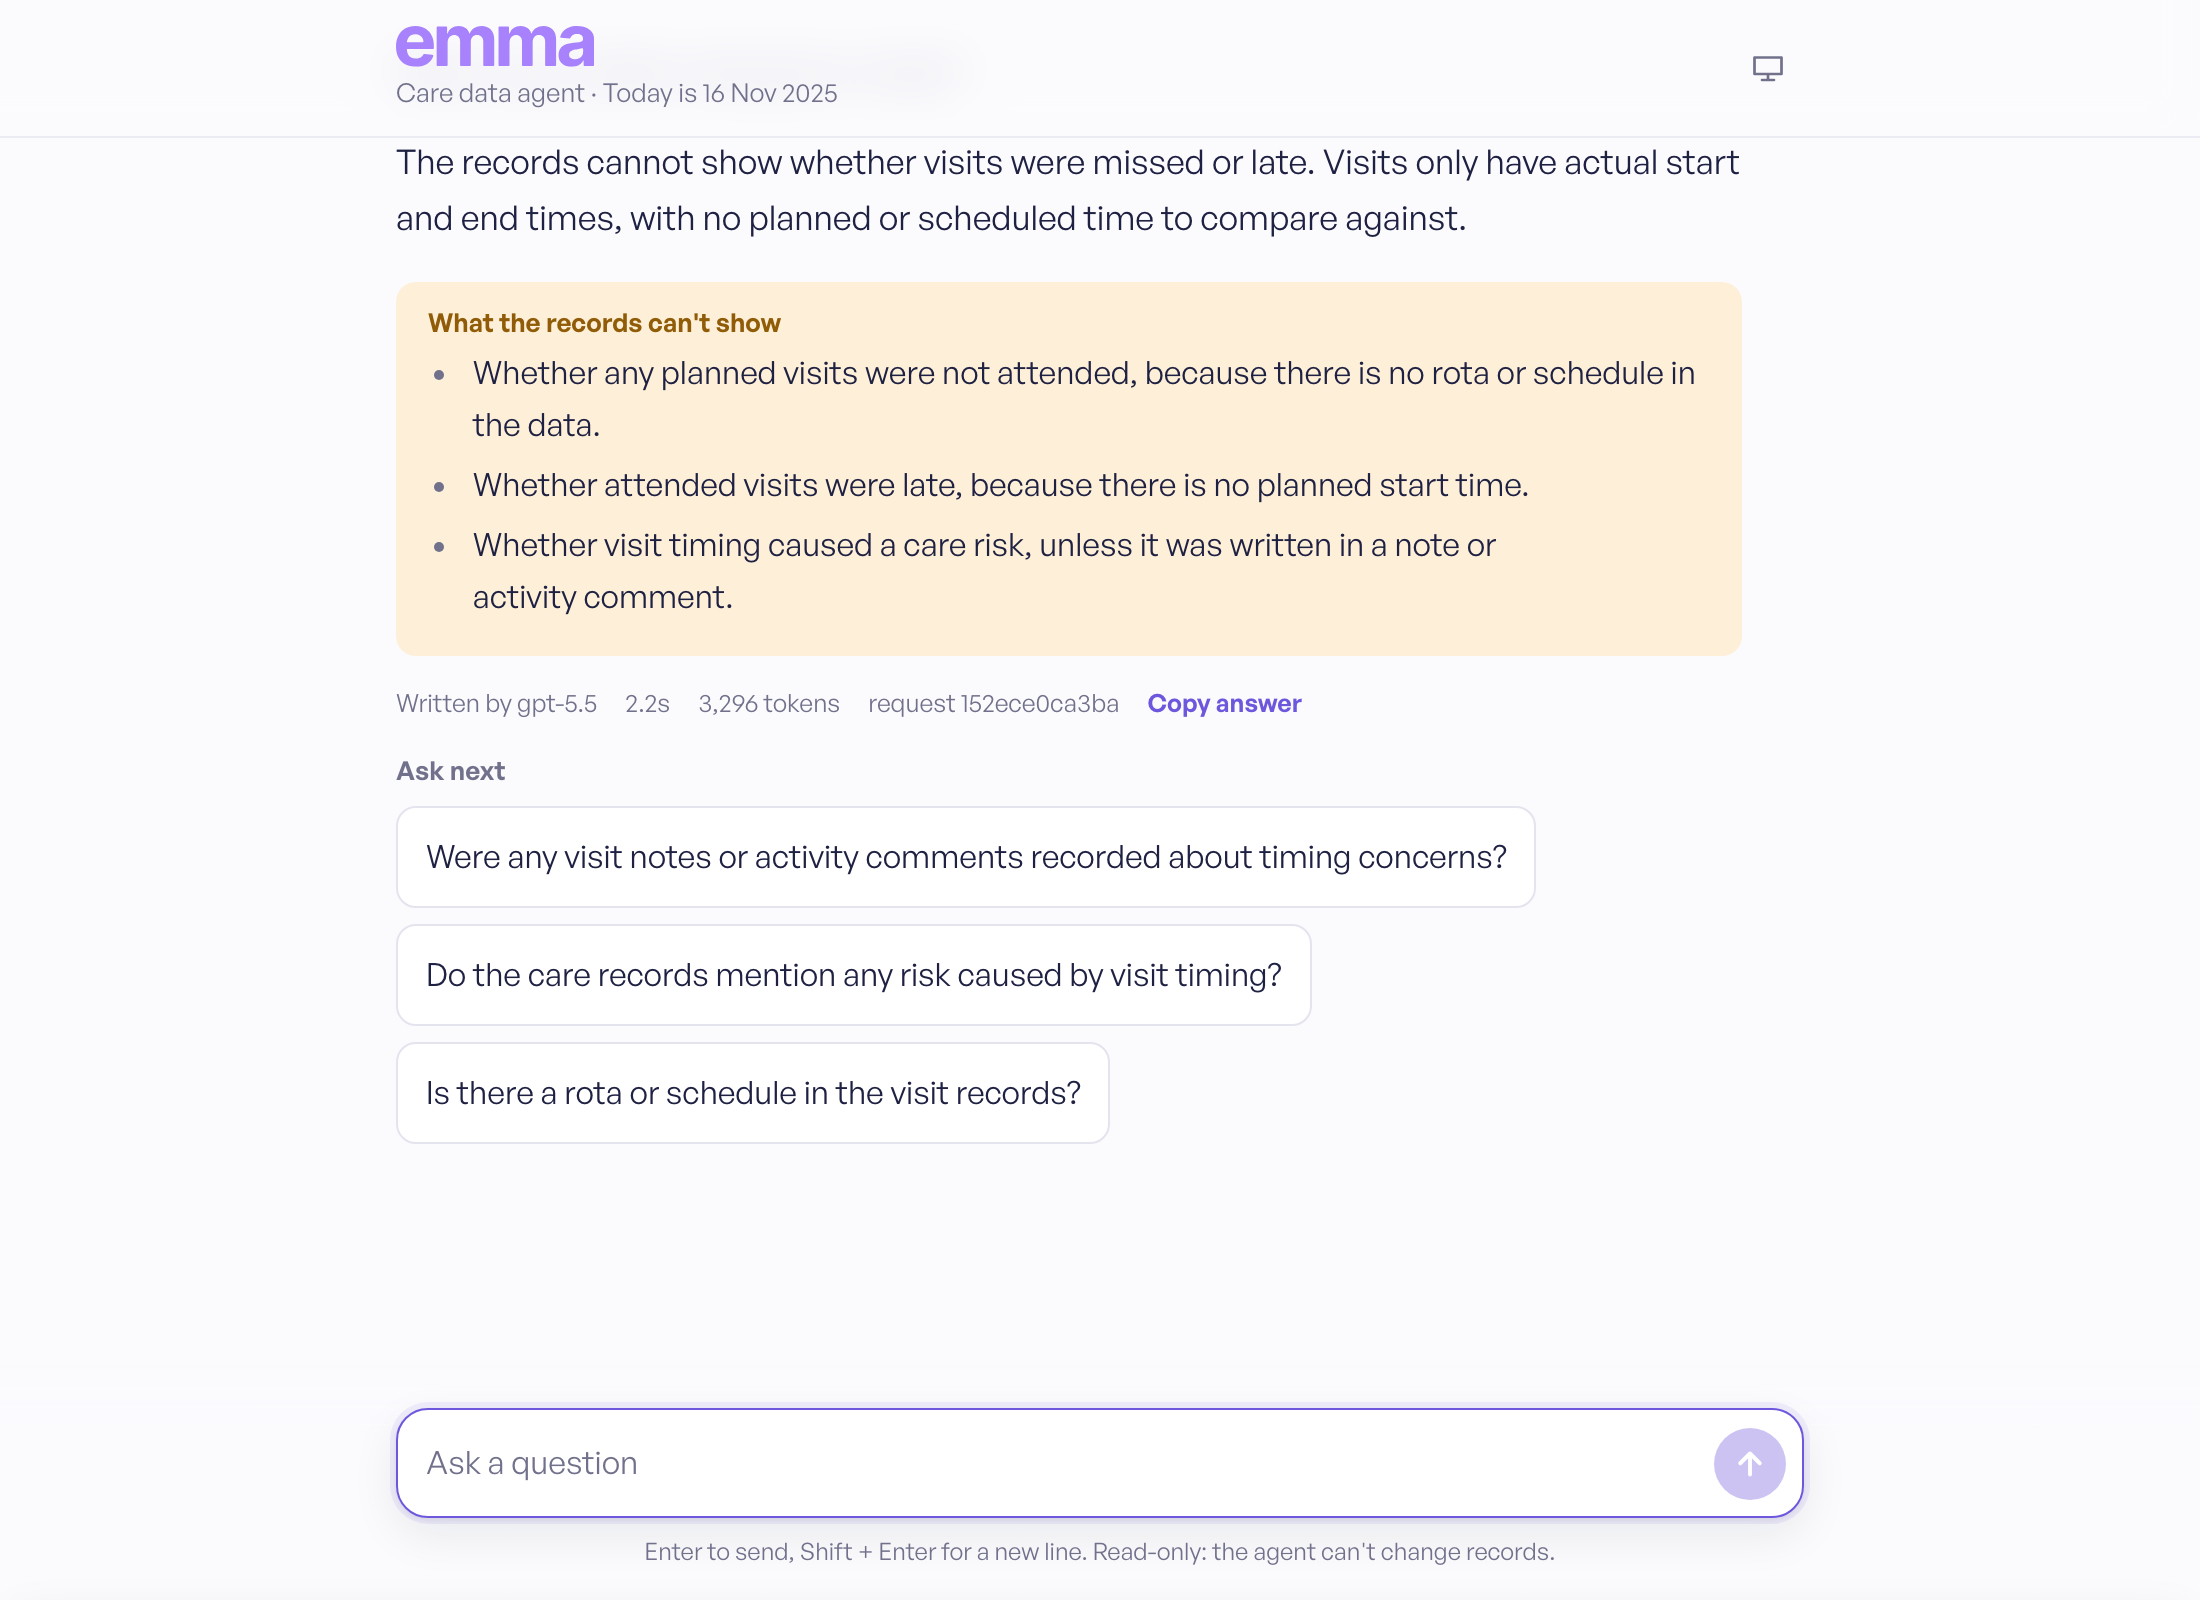 emma
Care data agent · Today is 16 Nov 2025
The records cannot show whether visits were missed or late. Visits only have actual start
and end times, with no planned or scheduled time to compare against.
What the records can't show
• Whether any planned visits were not attended, because there is no rota or schedule in
the data.
• Whether attended visits were late, because there is no planned start time.
• Whether visit timing caused a care risk, unless it was written in a note or
activity comment.
Written by gpt-5.5 2.2s 3,296 tokens request 152ece0ca3ba Copy answer
Ask next
Were any visit notes or activity comments recorded about timing concerns?
Do the care records mention any risk caused by visit timing?
Is there a rota or schedule in the visit records?
Ask a question
Enter to send, Shift + Enter for a new line. Read-only: the agent can't change records.